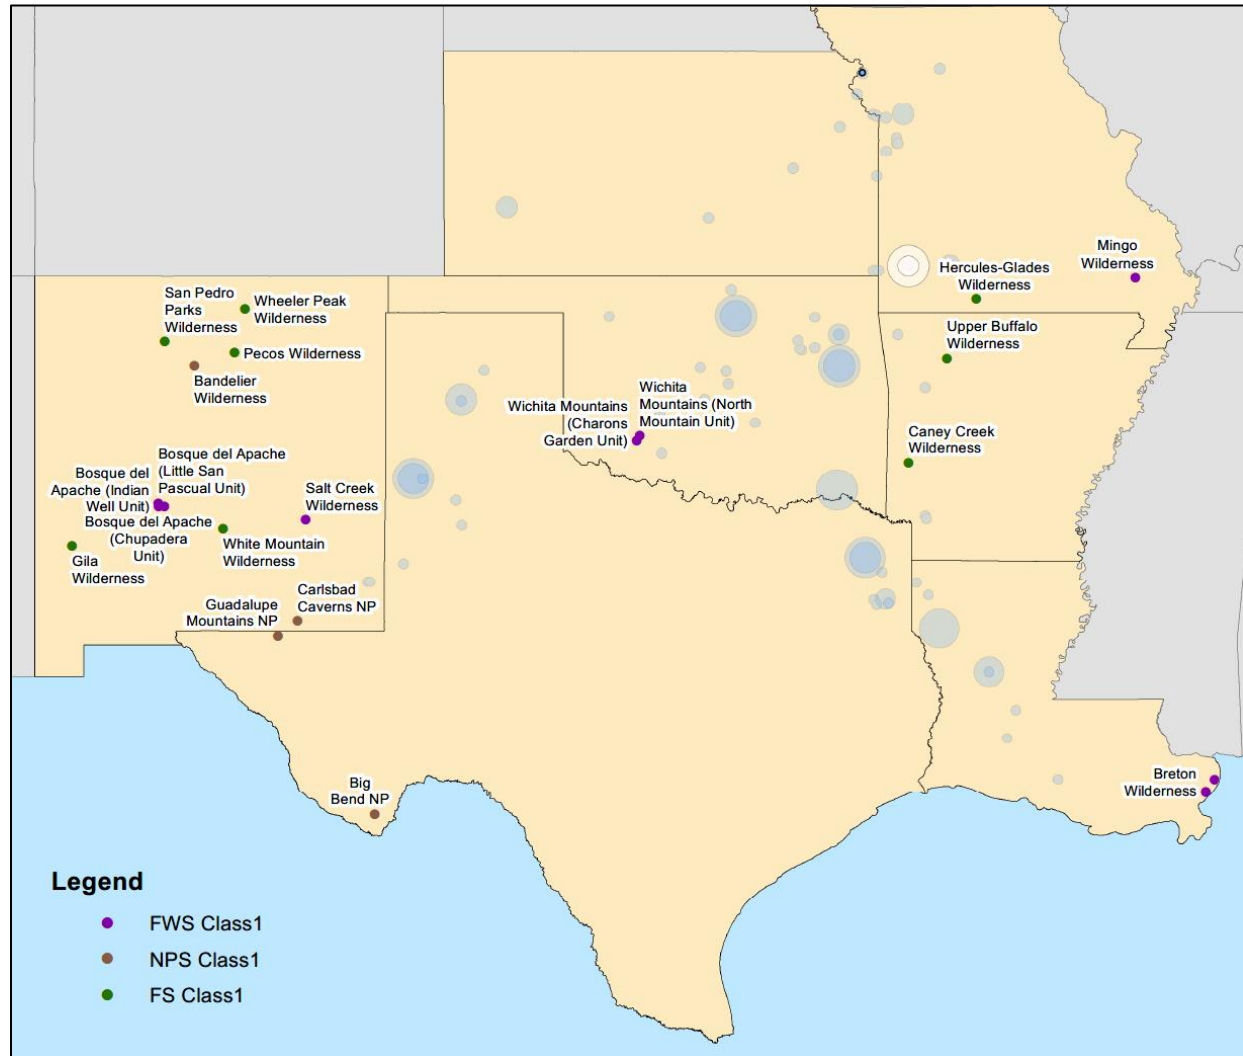 Mingo
Wilderness
Hercules-Glades
Wilderness
San Pedro
Parks
Wilderness
Wheeler Peak
Wilderness
Upper Buffalo
Wilderness
Pecos Wilderness
Bandelier
Wilderness
Wichita Mountains
(Charons
Garden Unit)
Wichita
Mountains (North
Mountain Unit)
Caney Creek
Wilderness
Bosque del
Apache (Indian
Well Unit)
Bosque del Apache
(Little San
Pascual Unit)
Salt Creek
Wilderness
Bosque del Apache
(Chupadera
Unit)
White Mountain
Wilderness
Gila
Wilderness
Guadalupe
Mountains NP
Carlsbad
Caverns NP
Big
Bend NP
Breton
Wilderness
Legend
FWS Class1
NPS Class1
FS Class1